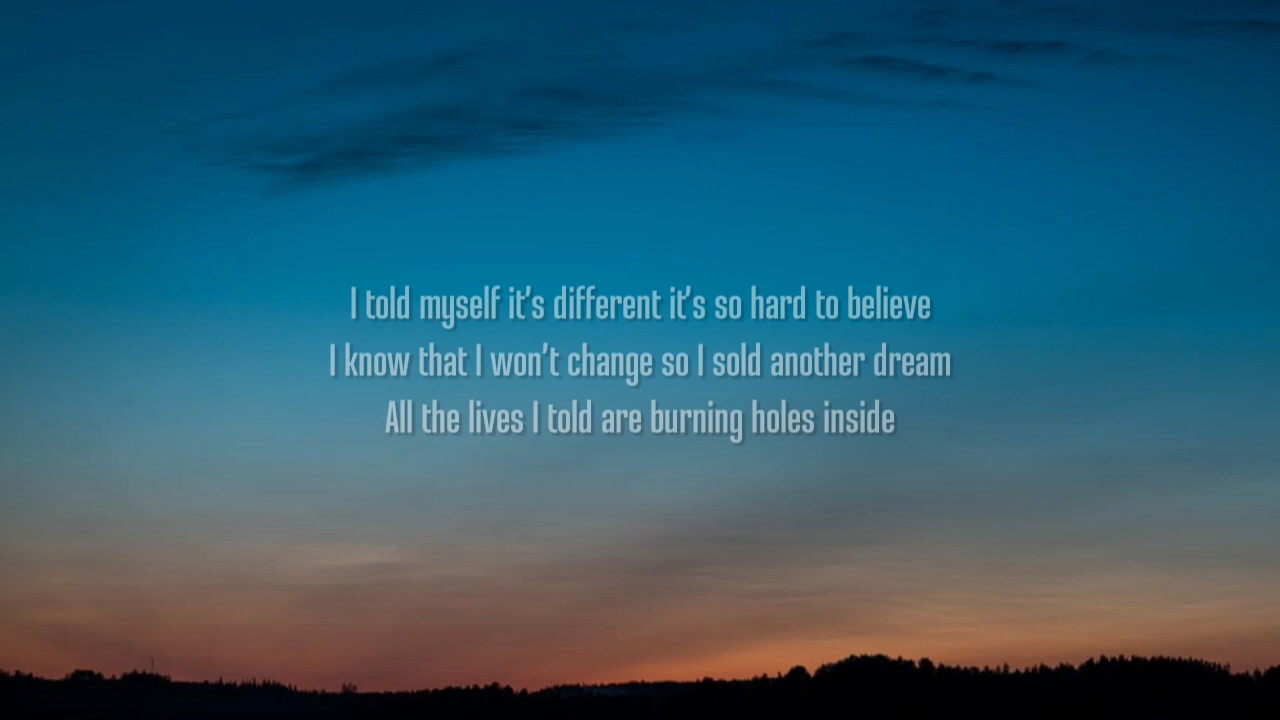 I told myself it's different it's so hard to believe
I know that I won't change so I sold another dream
All the lives I told are burning holes inside